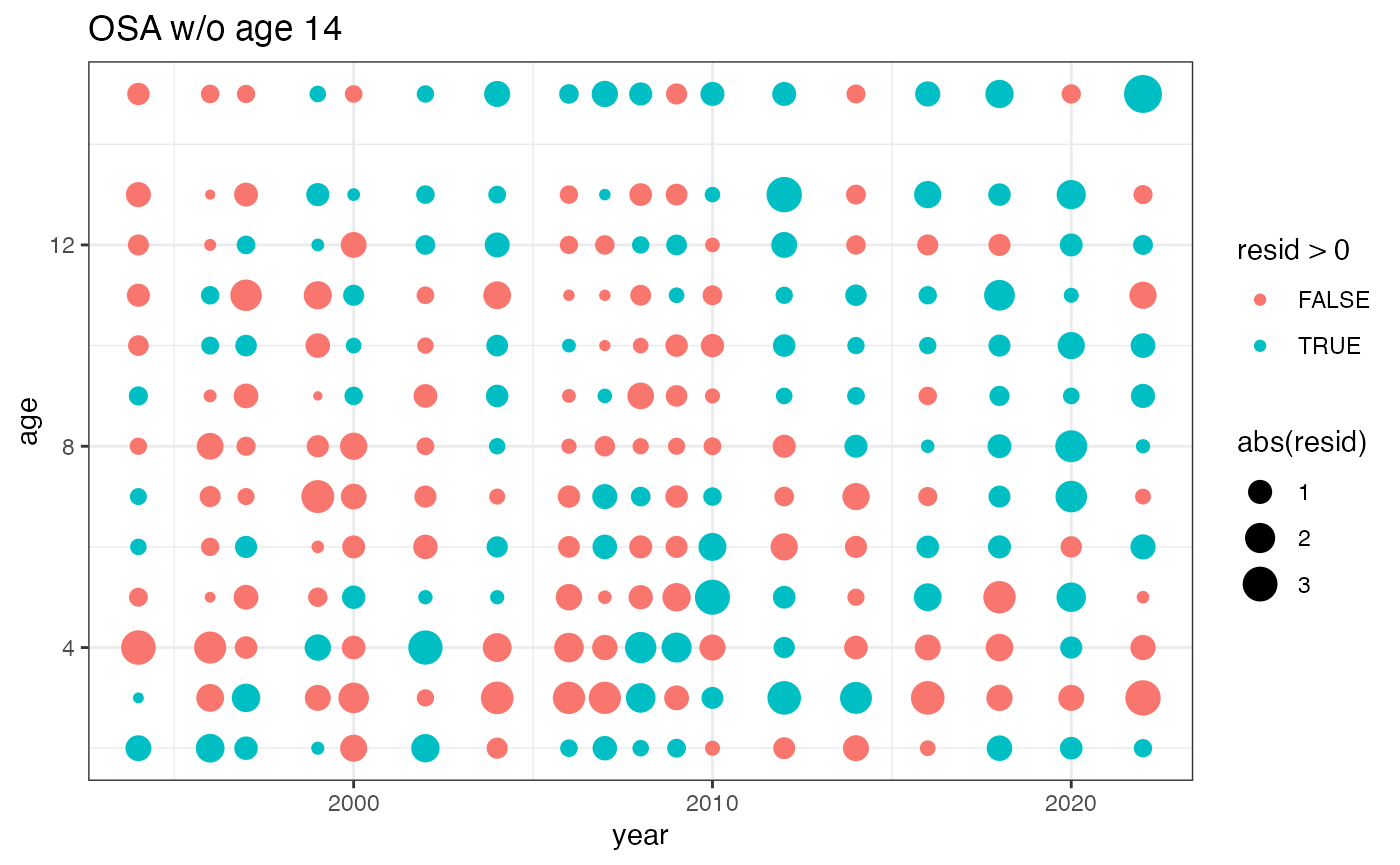 OSA w/o age 14
12
8
4
age
2000 2010 2020
year
resid > 0
FALSE
TRUE
abs(resid)
1
2
3